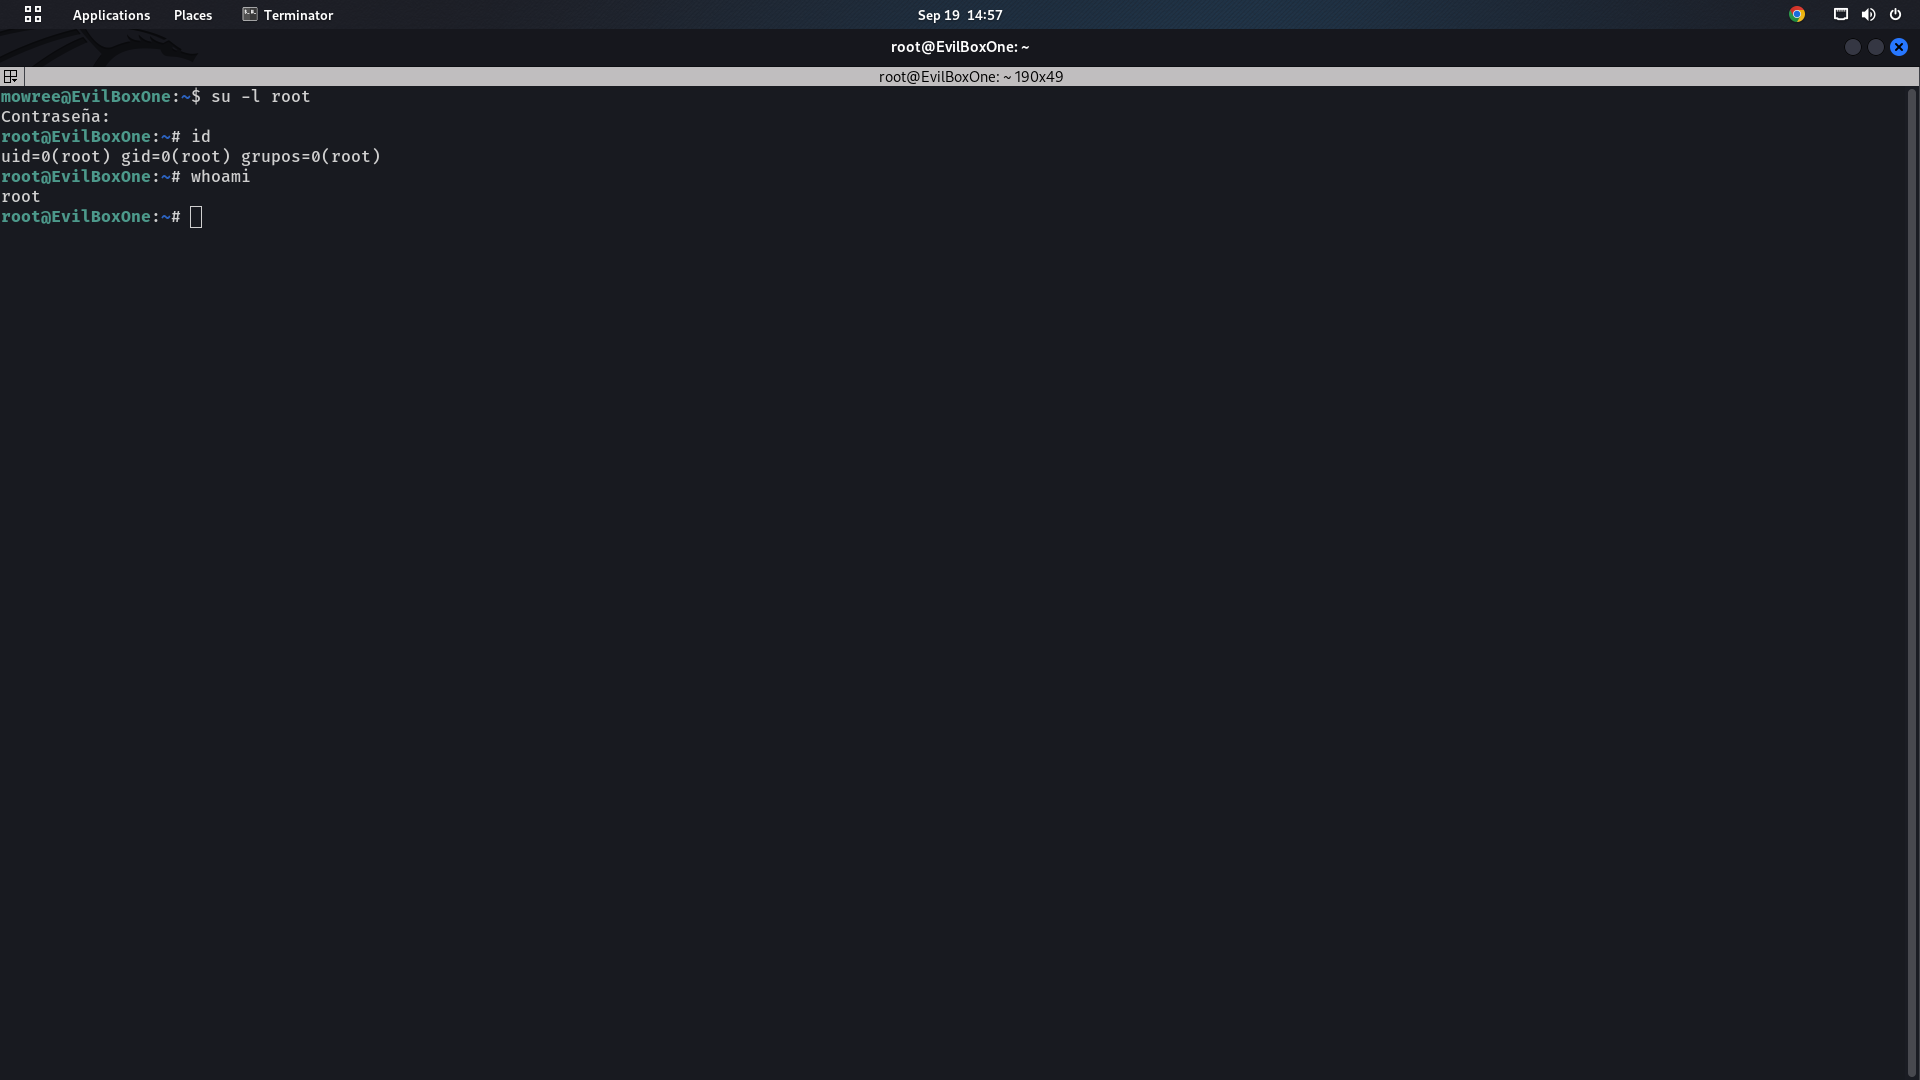 Applications Places Terminator Sep 19 14:57
root@EvilBoxOne: ~
root@EvilBoxOne: ~ 190x49
mowree@EvilBoxOne:~$ su -l root
Contraseña:
root@EvilBoxOne:~# id
uid=0(root) gid=0(root) grupos=0(root)
root@EvilBoxOne:~# whoami
root
root@EvilBoxOne:~#